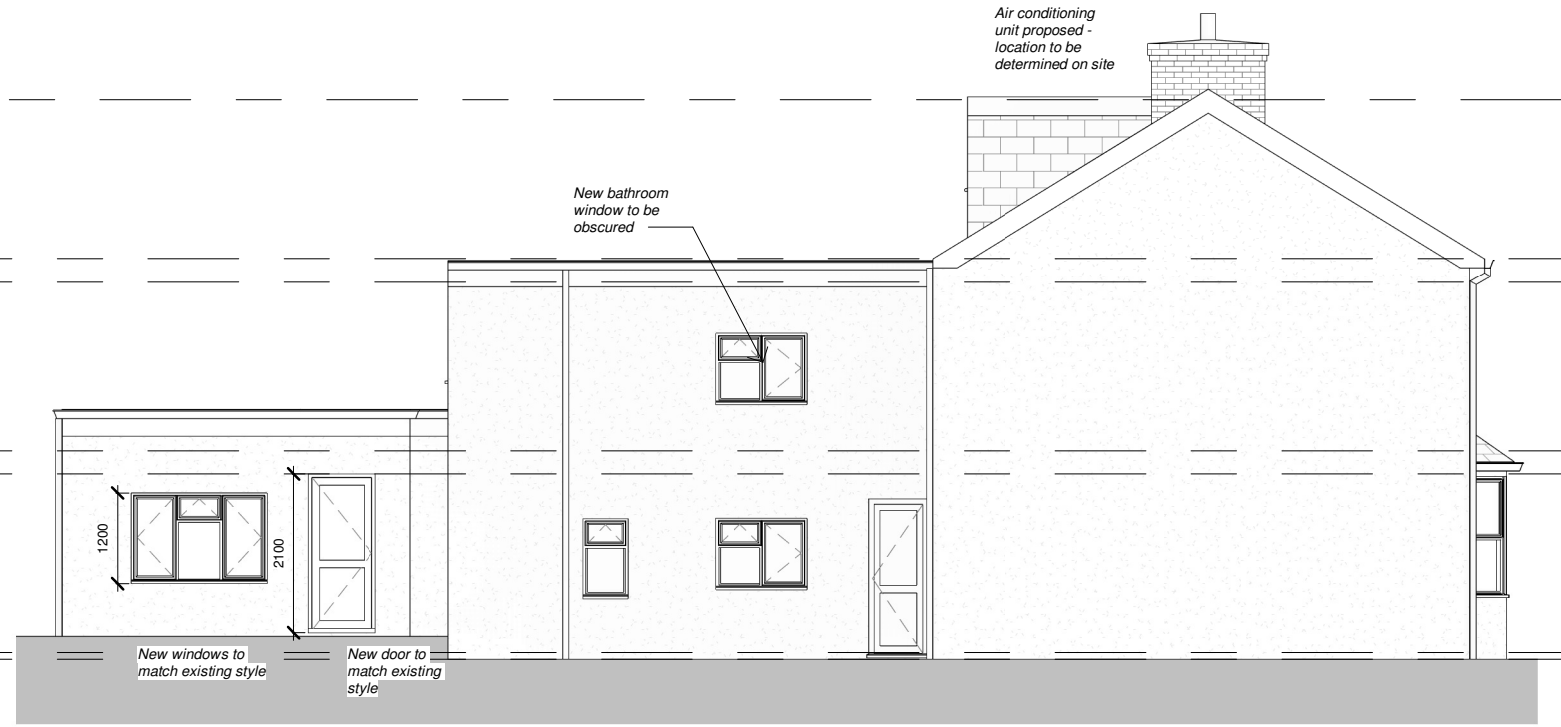 Air conditioning
unit proposed -
location to be
determined on site
New bathroom
window to be
obscured
1200
2100
New windows to
match existing style
New door to
match existing
style